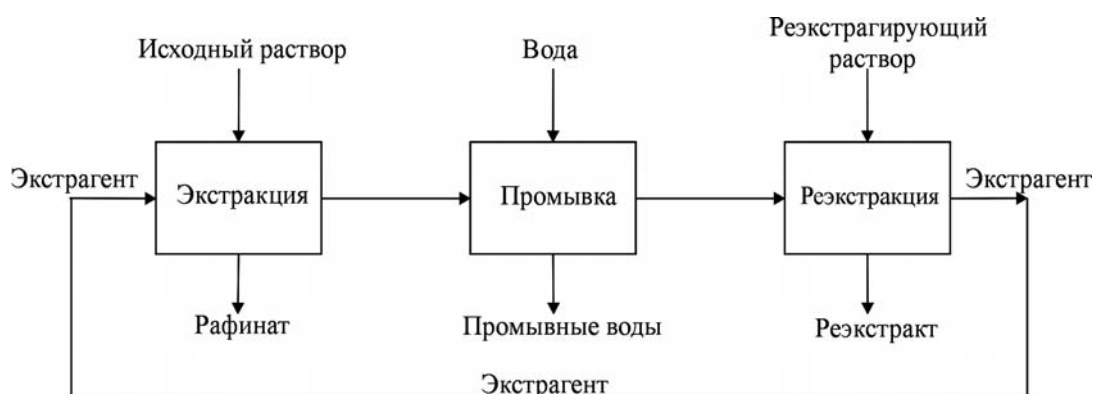 Исходный раствор
Вода
Реэкстрагирующий
раствор
Экстрагент
Экстракция
Промывка
Реэкстракция
Экстрагент
Рафинат
Промывные воды
Реэкстракт
Экстрагент